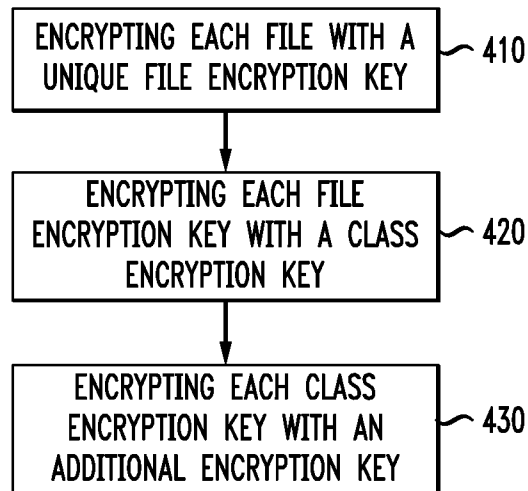 ENCRYPTING EACH FILE WITH A
UNIQUE FILE ENCRYPTION KEY
410
ENCRYPTING EACH FILE
ENCRYPTION KEY WITH A CLASS
ENCRYPTION KEY
420
ENCRYPTING EACH CLASS
ENCRYPTION KEY WITH AN
ADDITIONAL ENCRYPTION KEY
430